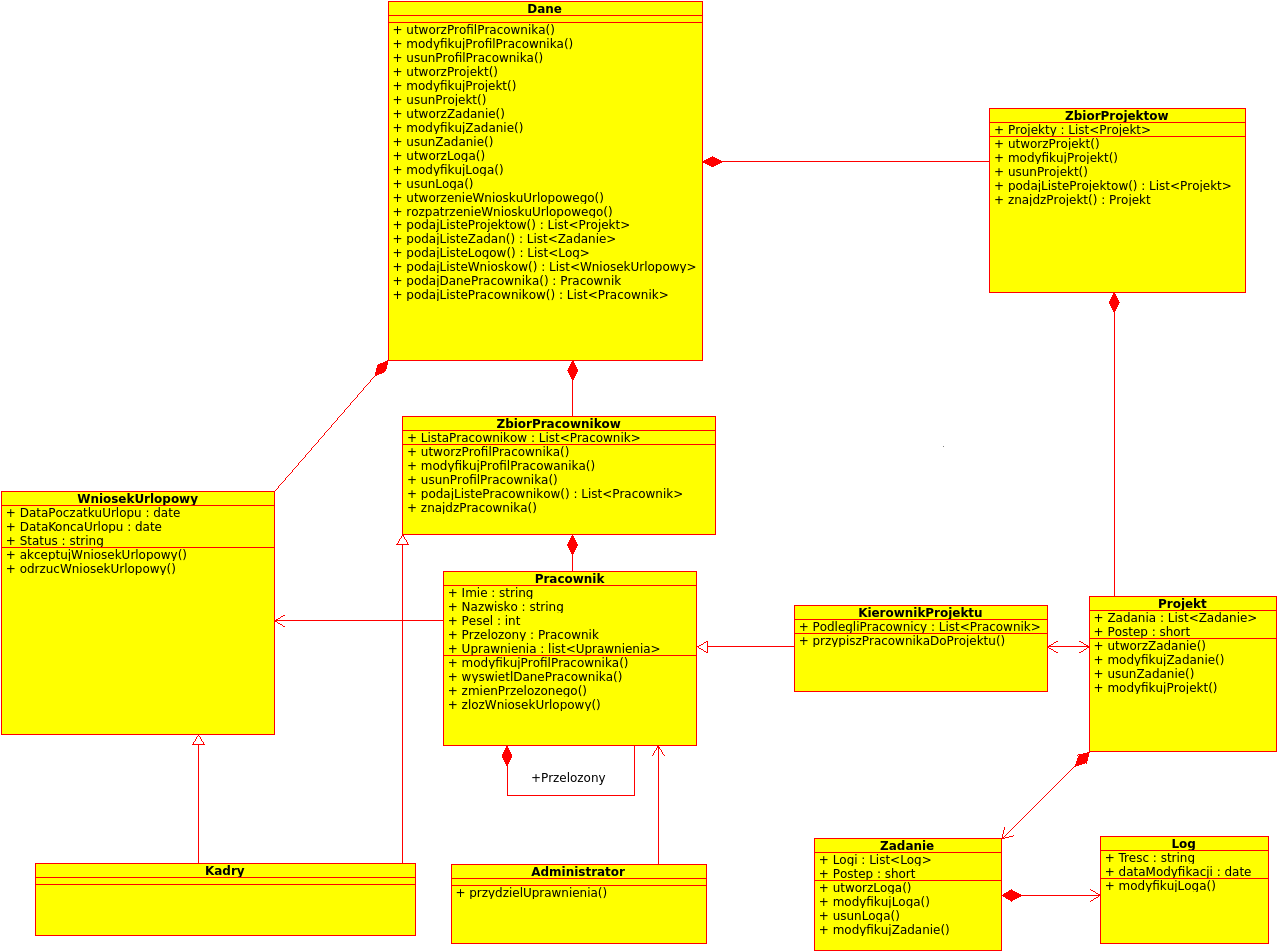 Dane
+ utworzProfilPracownika()
+ modyfikujProfilPracownika()
+ usunProfilPracownika()
+ utworzProjekt()
+ modyfikujProjekt()
+ usunProjekt()
+ utworzZadanie()
+ modyfikujZadanie()
+ usunZadanie()
+ utworzLoga()
+ modyfikujLoga()
+ usunLoga()
+ utworzenieWnioskuUrlopowego()
+ rozpatrzenieWnioskuUrlopowego()
+ podajListeProjektow() : List<Projekt>
+ podajListeZadan() : List<Zadanie>
+ podajListeLogow() : List<Log>
+ podajListeWnioskow() : List<WniosekUrlopowy>
+ podajDanePracownika() : Pracownik
+ podajListePracownikow() : List<Pracownik>
ZbiorProjektow
+ Projekty : List<Projekt>
+ utworzProjekt()
+ modyfikujProjekt()
+ usunProjekt()
+ podajListeProjektow() : List<Projekt>
+ znajdzProjekt() : Projekt
ZbiorPracownikow
+ ListaPracownikow : List<Pracownik>
+ utworzProfilPracownika()
+ modyfikujProfilPracowanika()
+ usunProfilPracownika()
+ podajListePracownikow() : List<Pracownik>
+ znajdzPracownika()
WniosekUrlopowy
+ DataPoczatkuUrlopu : date
+ DataKoncaUrlopu : date
+ Status : string
+ akceptujWniosekUrlopowy()
+ odrzucWniosekUrlopowy()
Pracownik
+ Imie : string
+ Nazwisko : string
+ Pesel : int
+ Przelozony : Pracownik
+ Uprawnienia : list<Uprawnienia>
+ modyfikujProfilPracownika()
+ wyswietlDanePracownika()
+ zmienPrzelozonego()
+ zlozWniosekUrlopowy()
+Przelozony
KierownikProjektu
+ PodlegliPracownicy : List<Pracownik>
+ przypiszPracownikaDoProjektu()
Projekt
+ Zadania : List<Zadanie>
+ Postep : short
+ utworzZadanie()
+ modyfikujZadanie()
+ usunZadanie()
+ modyfikujProjekt()
Kadry
Administrator
+ przydzielUprawnienia()
Zadanie
+ Logi : List<Log>
+ Postep : short
+ utworzLoga()
+ modyfikujLoga()
+ usunLoga()
+ modyfikujZadanie()
Log
+ Tresc : string
+ dataModyfikacji : date
+ modyfikujLoga()